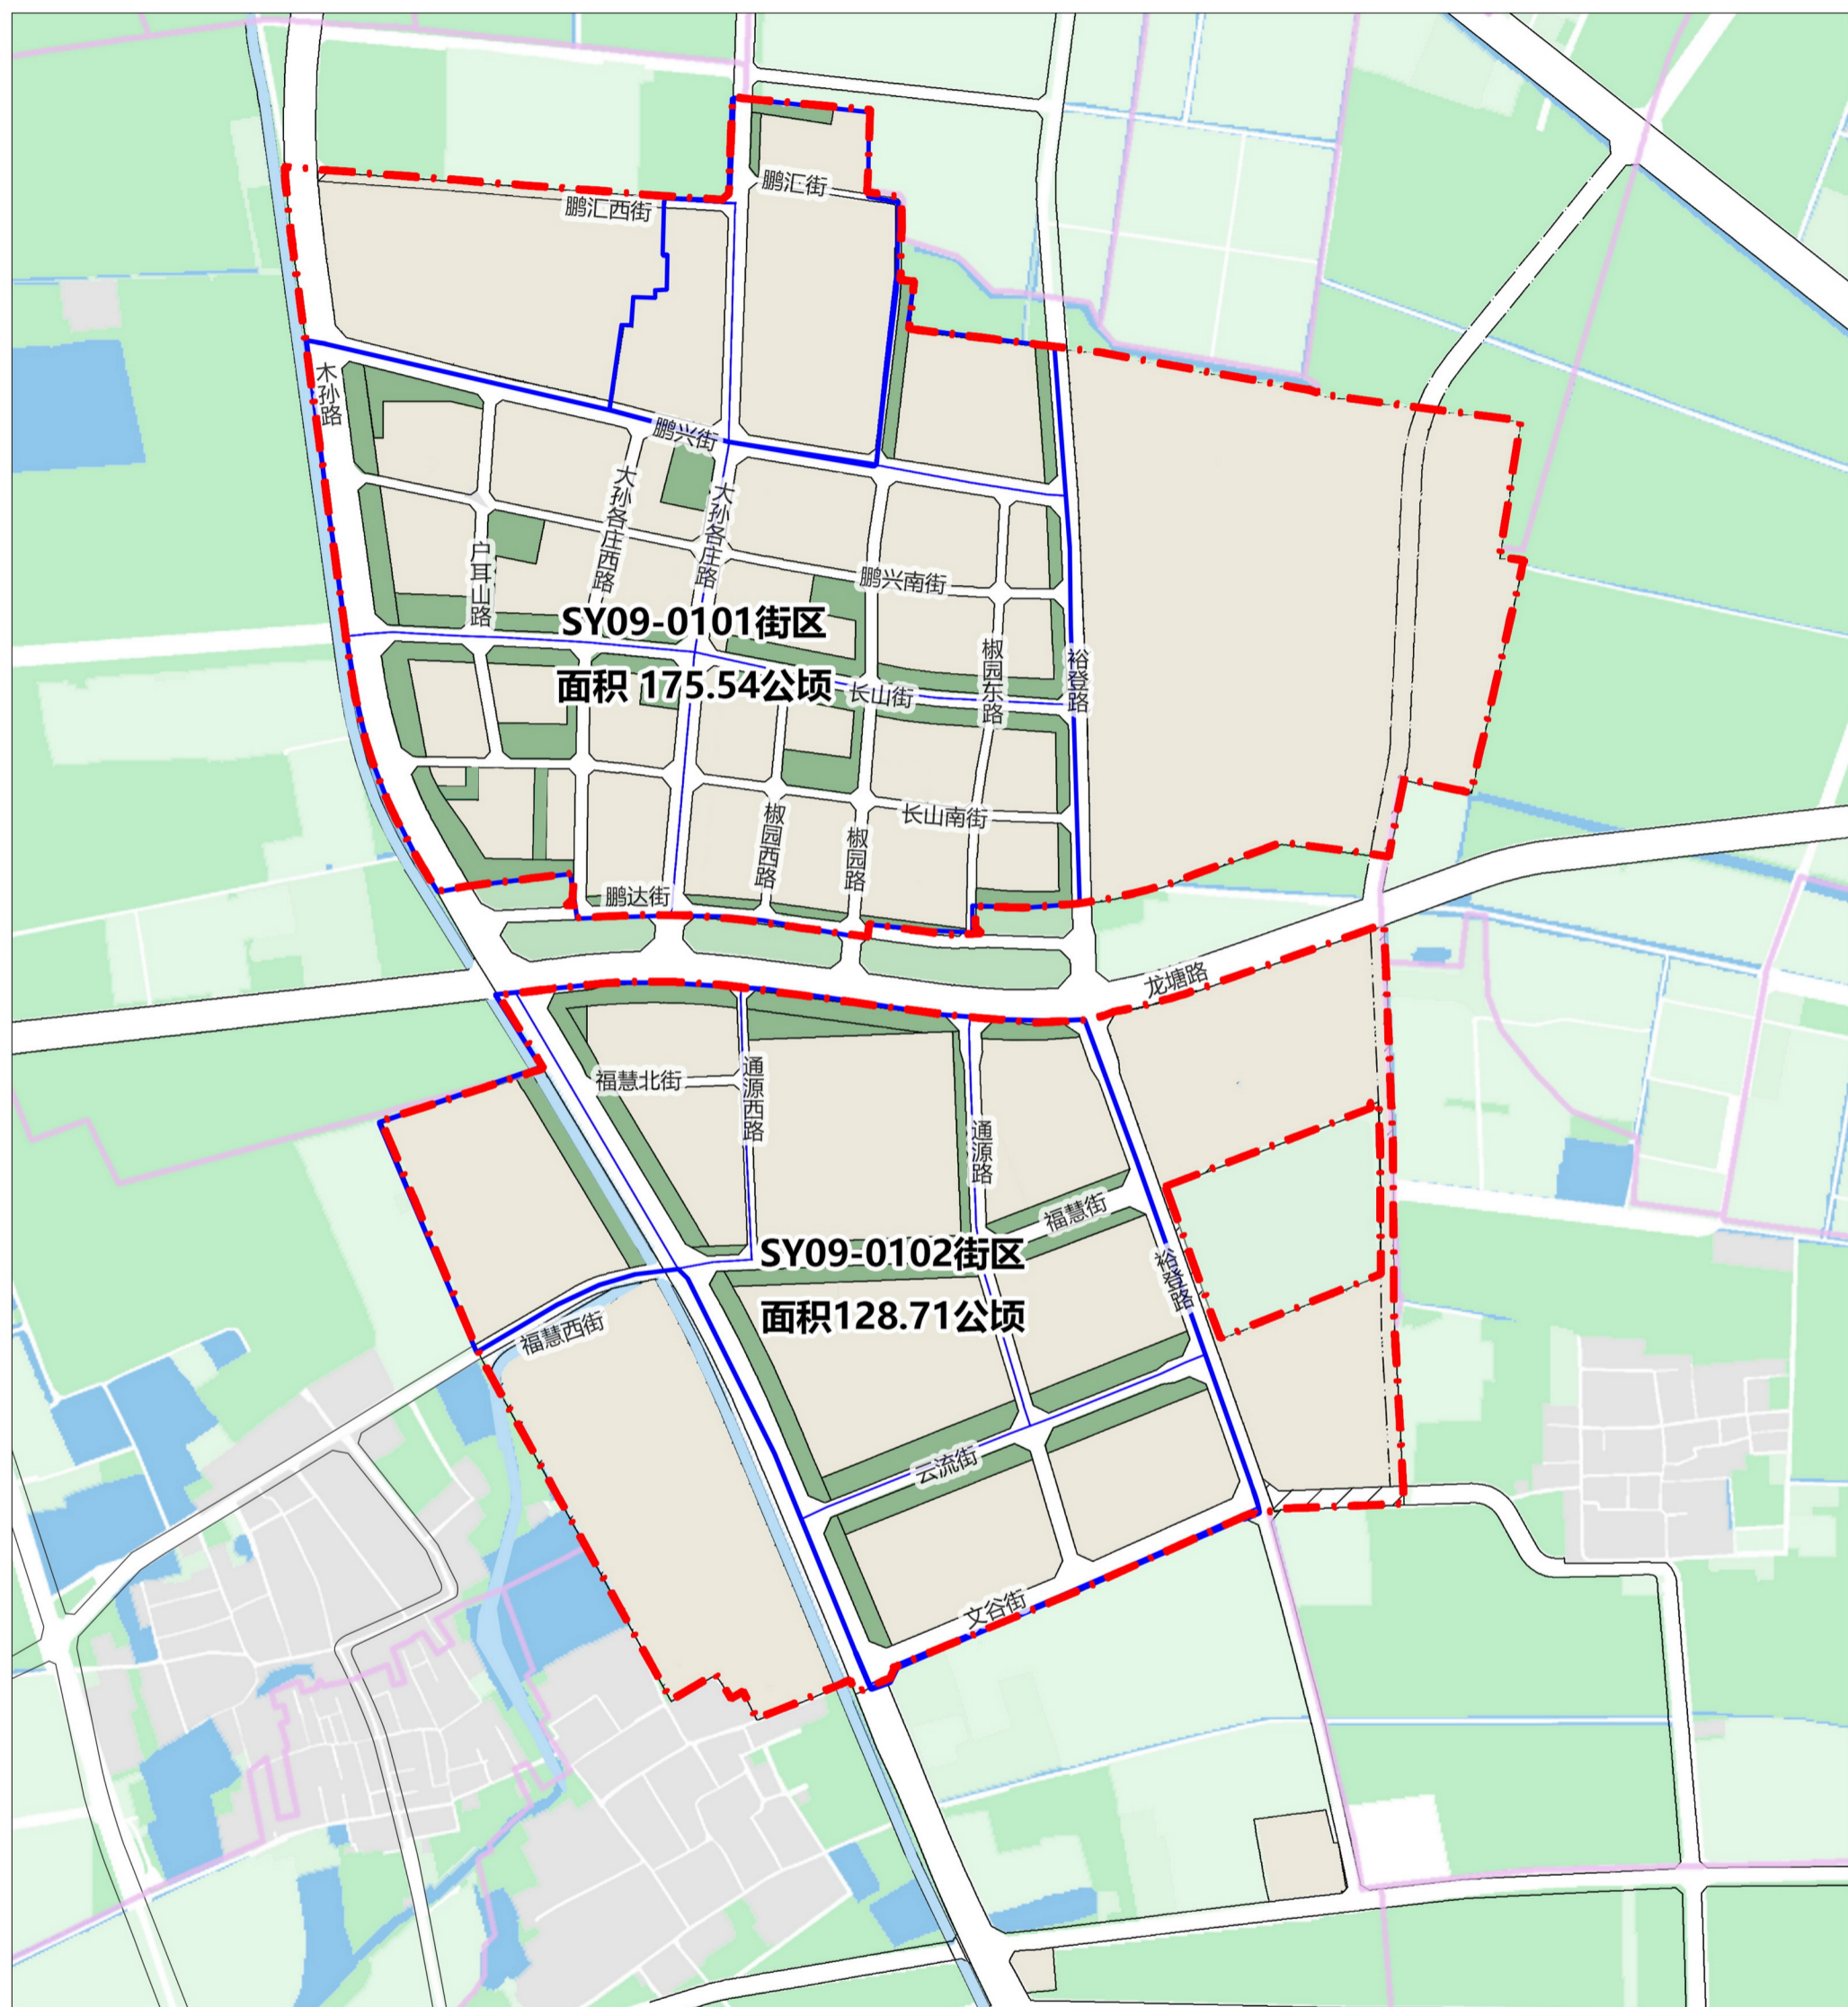 鹏汇街
鹏汇西街
木孙路
鹏兴街
大孙各庄西路
大孙各庄路
户耳山路
鹏兴南街
SY09-0101街区
面积 175.54公顷
椒园东路
裕登路
长山街
长山南街
椒园西路
椒园路
鹏达街
龙塘路
福慧北街
通源西路
通源路
福慧街
SY09-0102街区
面积128.71公顷
裕登路
福慧西街
云流街
文谷街